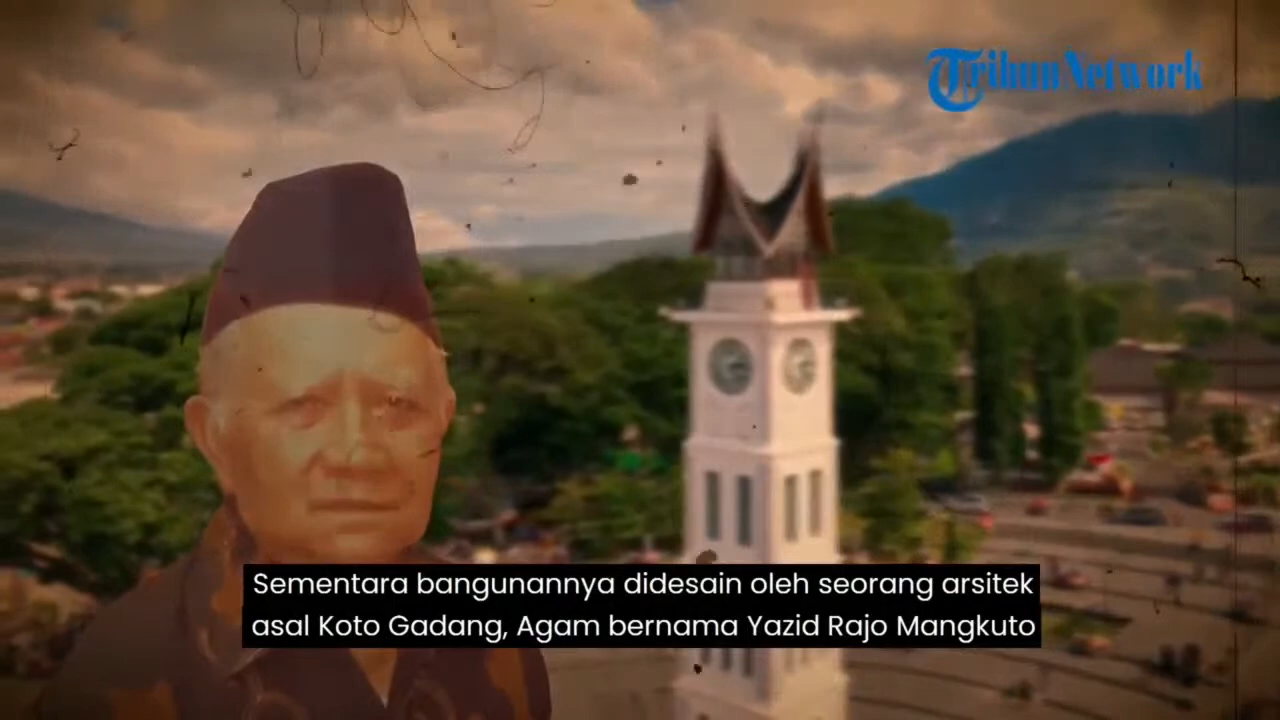 TribunNetwork
Sementara bangunannya didesain oleh seorang arsitek
asal Koto Gadang, Agam bernama Yazid Rajo Mangkuto